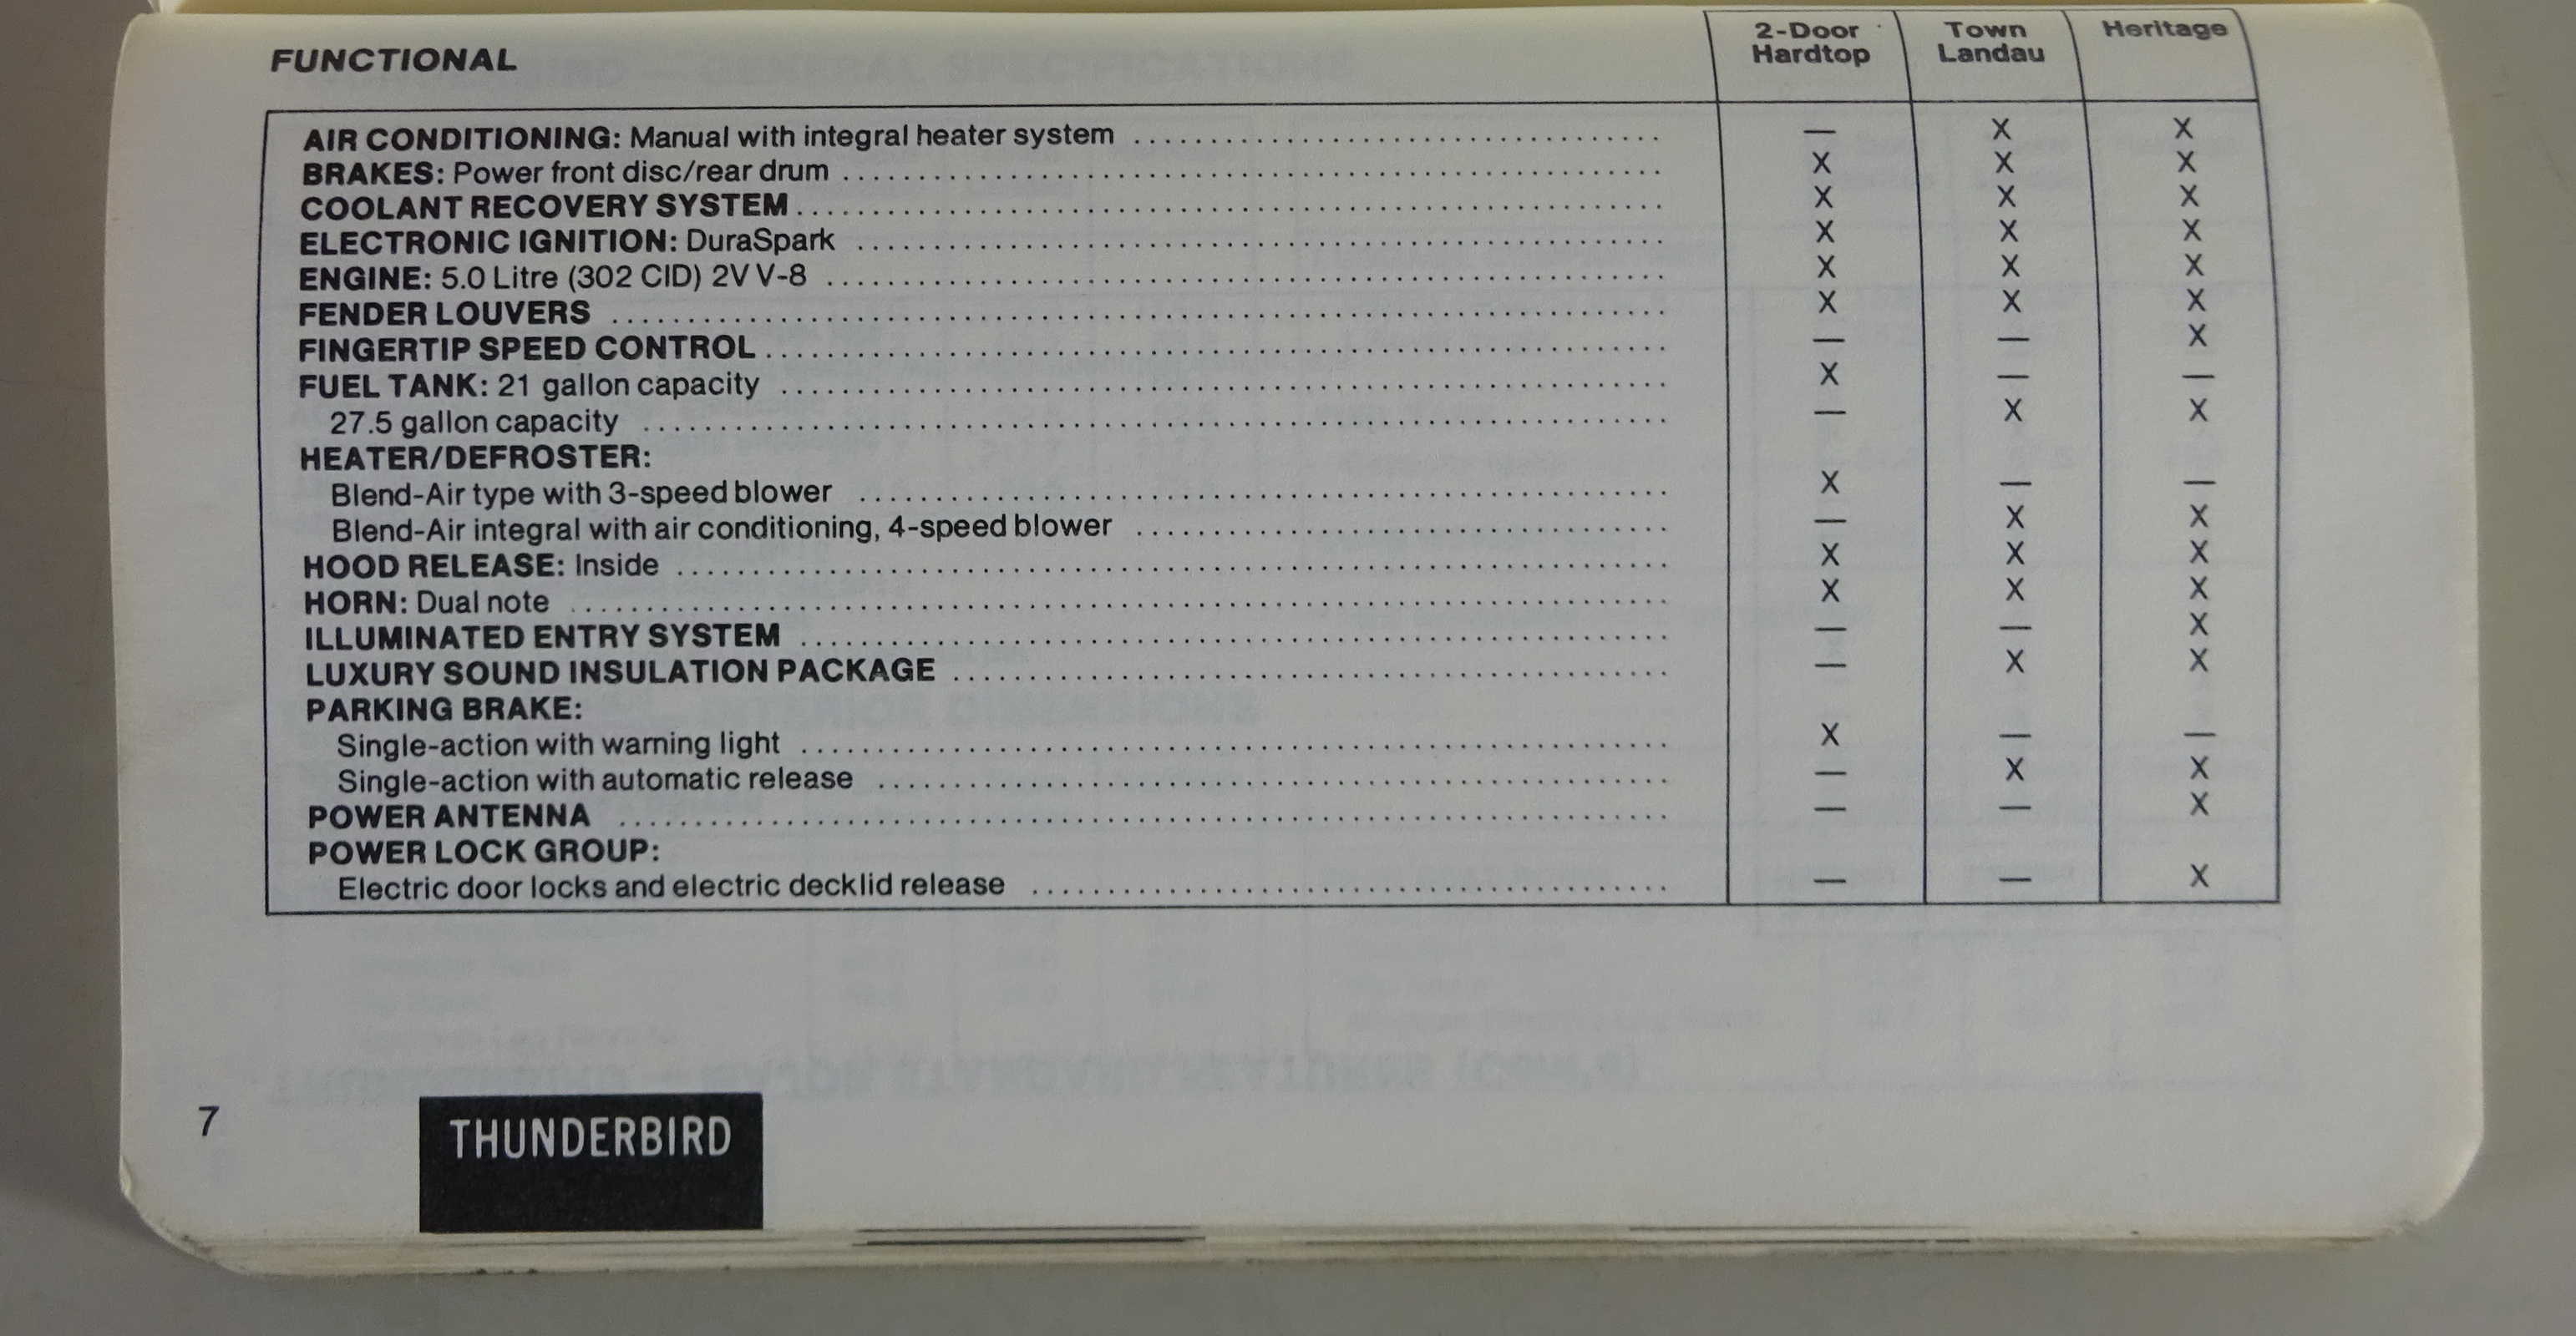 FUNCTIONAL 2-Door Hardtop Town Landau Heritage
AIR CONDITIONING: Manual with integral heater system — X X
BRAKES: Power front disc/rear drum X X X
COOLANT RECOVERY SYSTEM X X X
ELECTRONIC IGNITION: DuraSpark X X X
ENGINE: 5.0 Litre (302 CID) 2V V-8 X X X
FENDER LOUVERS X X X
FINGERTIP SPEED CONTROL — — X
FUEL TANK: 21 gallon capacity X — —
27.5 gallon capacity — X X
HEATER/DEFROSTER:
Blend-Air type with 3-speed blower X — —
Blend-Air integral with air conditioning, 4-speed blower — X X
HOOD RELEASE: Inside X X X
HORN: Dual note X X X
ILLUMINATED ENTRY SYSTEM — — X
LUXURY SOUND INSULATION PACKAGE — X X
PARKING BRAKE:
Single-action with warning light X — —
Single-action with automatic release — X X
POWER ANTENNA — — X
POWER LOCK GROUP:
Electric door locks and electric decklid release — — X
7
THUNDERBIRD